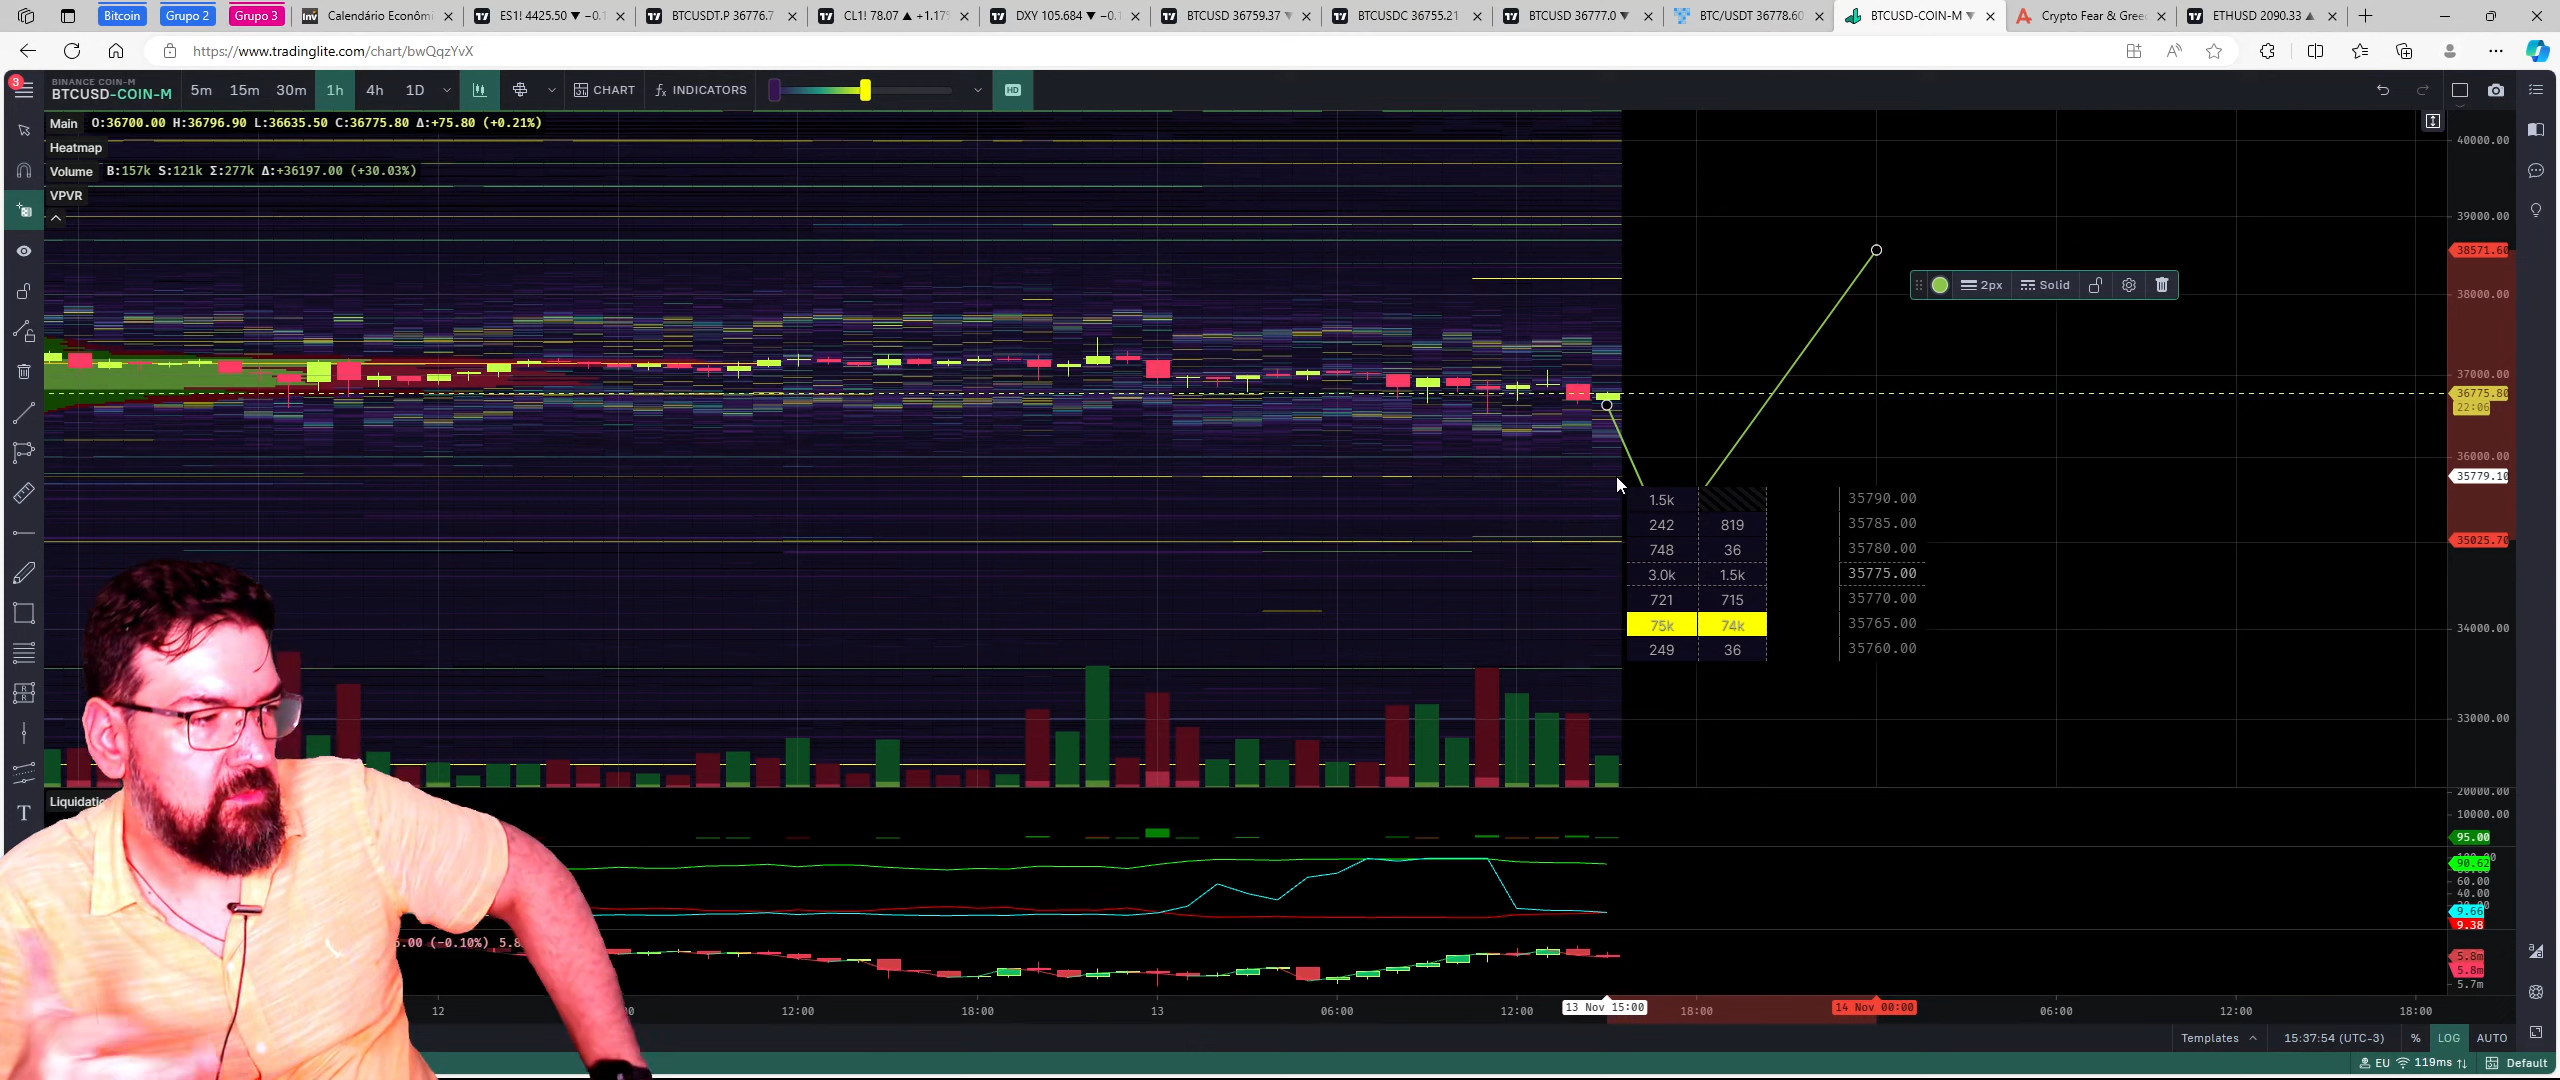 Bitcoin
Grupo 2
Grupo 3
Calendário Econômi
ES1! 4425.50 ▼ −0.1
BTCUSDT.P 36776.7
CL1! 78.07 ▲ +1.17%
DXY 105.684 ▼ −0.1
BTCUSD 36759.37 ▼
BTCUSDC 36755.21
BTCUSD 36777.0 ▼
BTC/USDT 36778.60
BTCUSD-COIN-M ▼
Crypto Fear & Gree
ETHUSD 2090.33 ▲
https://www.tradinglite.com/chart/bwQqzYvX
3
BINANCE COIN-M
BTCUSD-COIN-M
5m 15m 30m 1h 4h 1D
CHART
INDICATORS
HD
Main O:36700.00 H:36796.90 L:36635.50 C:36775.80 Δ:+75.80 (+0.21%)
Heatmap
Volume B:157k S:121k Σ:277k Δ:+36197.00 (+30.03%)
VPVR
2px
Solid
40000.00
39000.00
38571.60
38000.00
37000.00
36775.80
22:06
36000.00
35779.10
35025.70
34000.00
33000.00
1.5k 35790.00
242 819 35785.00
748 36 35780.00
3.0k 1.5k 35775.00
721 715 35770.00
75k 74k 35765.00
249 36 35760.00
T
Liquidatio
20000.00
10000.00
95.00
90.62
60.00
40.00
9.66
9.38
(−0.10%) 5.8
5.8m
5.8m
5.7m
12 12:00 18:00 13 06:00 12:00 13 Nov 15:00 18:00 14 Nov 00:00 06:00 12:00 18:00
Templates
15:37:54 (UTC-3)
% LOG AUTO
EU 119ms
Default